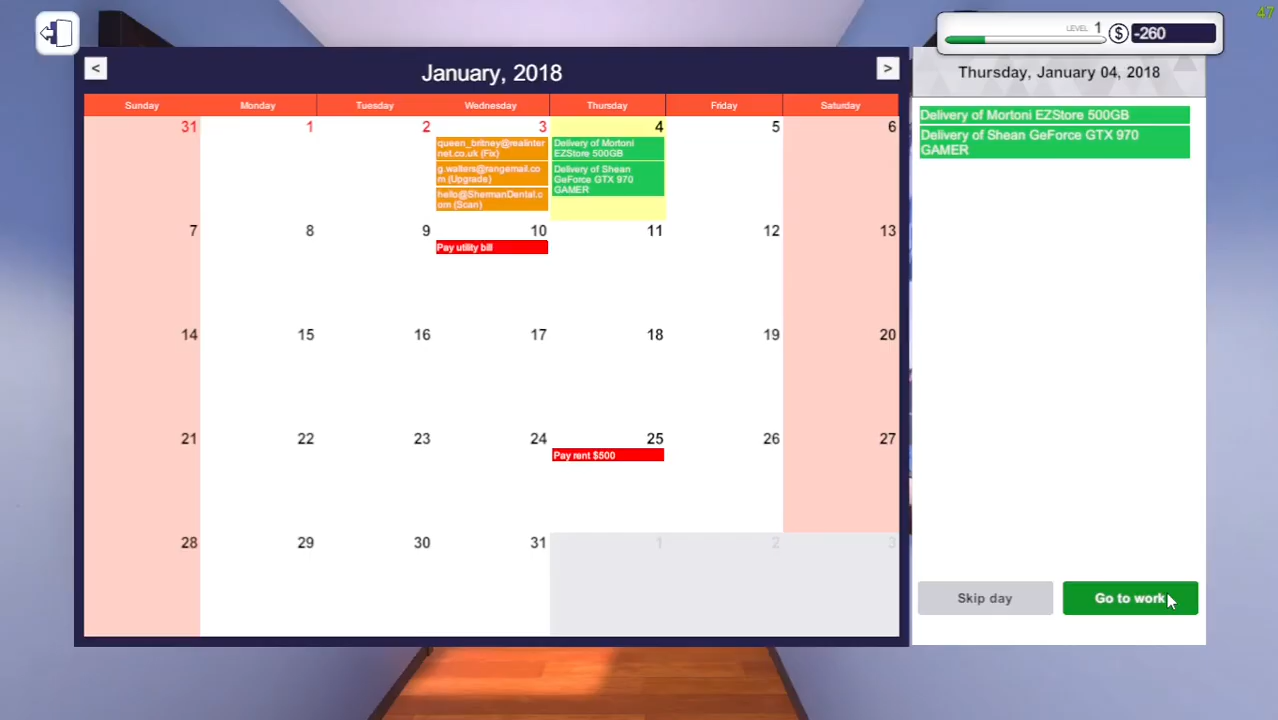 47
LEVEL: 1
$ -260
< January, 2018 >
Thursday, January 04, 2018
Sunday Monday Tuesday Wednesday Thursday Friday Saturday
31 1 2 3 4 5 6
queen_britney@realinter
net.co.uk (Fix)
g.walters@rangemail.co
m (Upgrade)
hello@ShermanDental.c
om (Scan)
Delivery of Mortoni
EZStore 500GB
Delivery of Shean
GeForce GTX 970
GAMER
7 8 9 10 11 12 13
Pay utility bill
14 15 16 17 18 19 20
21 22 23 24 25 26 27
Pay rent $500
28 29 30 31 1 2 3
Delivery of Mortoni EZStore 500GB
Delivery of Shean GeForce GTX 970
GAMER
Skip day
Go to work